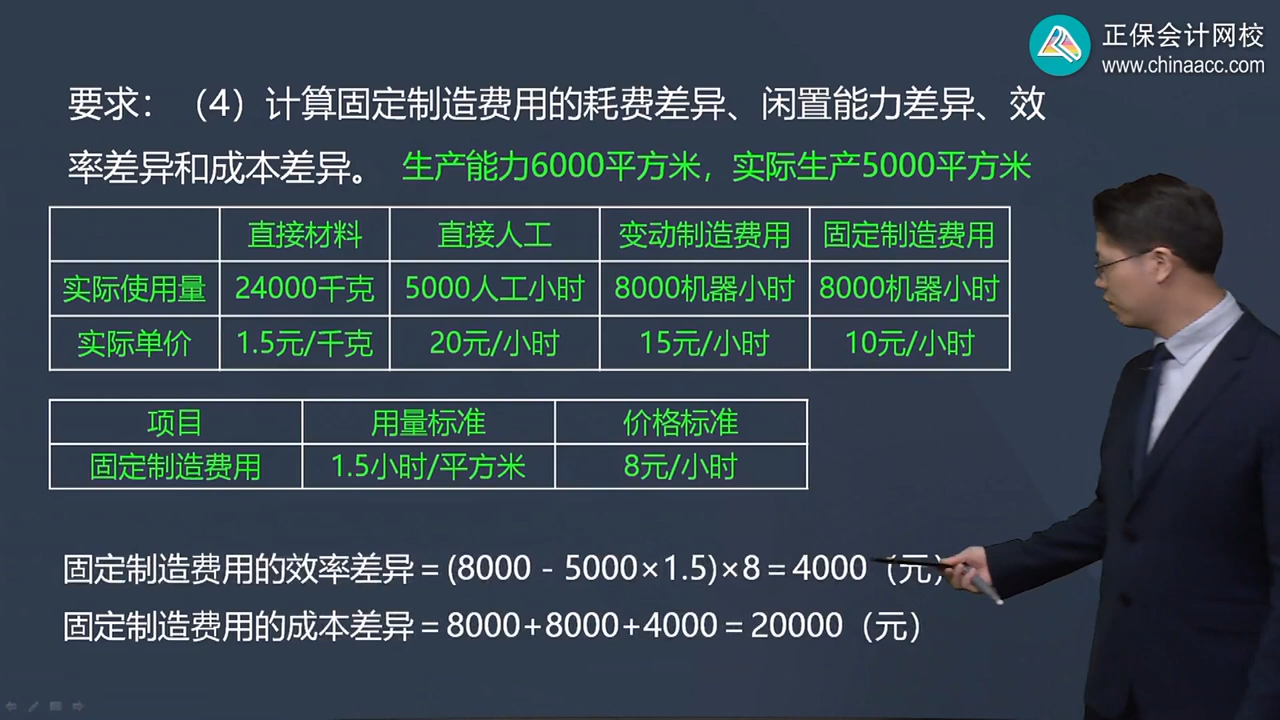 正保会计网校
www.chinaacc.com
要求：（4）计算固定制造费用的耗费差异、闲置能力差异、效
率差异和成本差异。 生产能力6000平方米，实际生产5000平方米
直接材料 直接人工 变动制造费用 固定制造费用
实际使用量 24000千克 5000人工小时 8000机器小时 8000机器小时
实际单价 1.5元/千克 20元/小时 15元/小时 10元/小时
项目 用量标准 价格标准
固定制造费用 1.5小时/平方米 8元/小时
固定制造费用的效率差异＝(8000﹣5000×1.5)×8＝4000（元）
固定制造费用的成本差异＝8000+8000+4000＝20000（元）